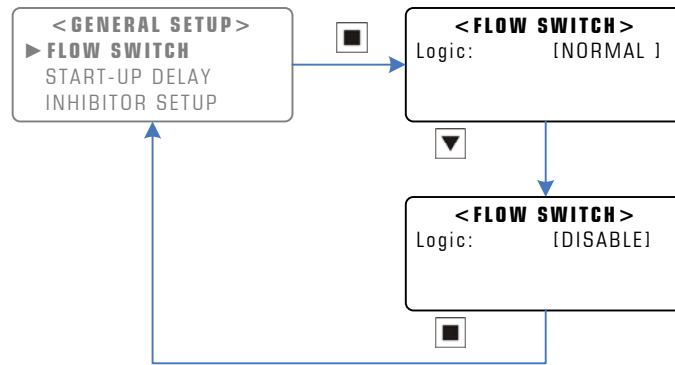 <GENERAL SETUP>
►FLOW SWITCH
START-UP DELAY
INHIBITOR SETUP
<FLOW SWITCH>
Logic: [NORMAL ]
<FLOW SWITCH>
Logic: [DISABLE]